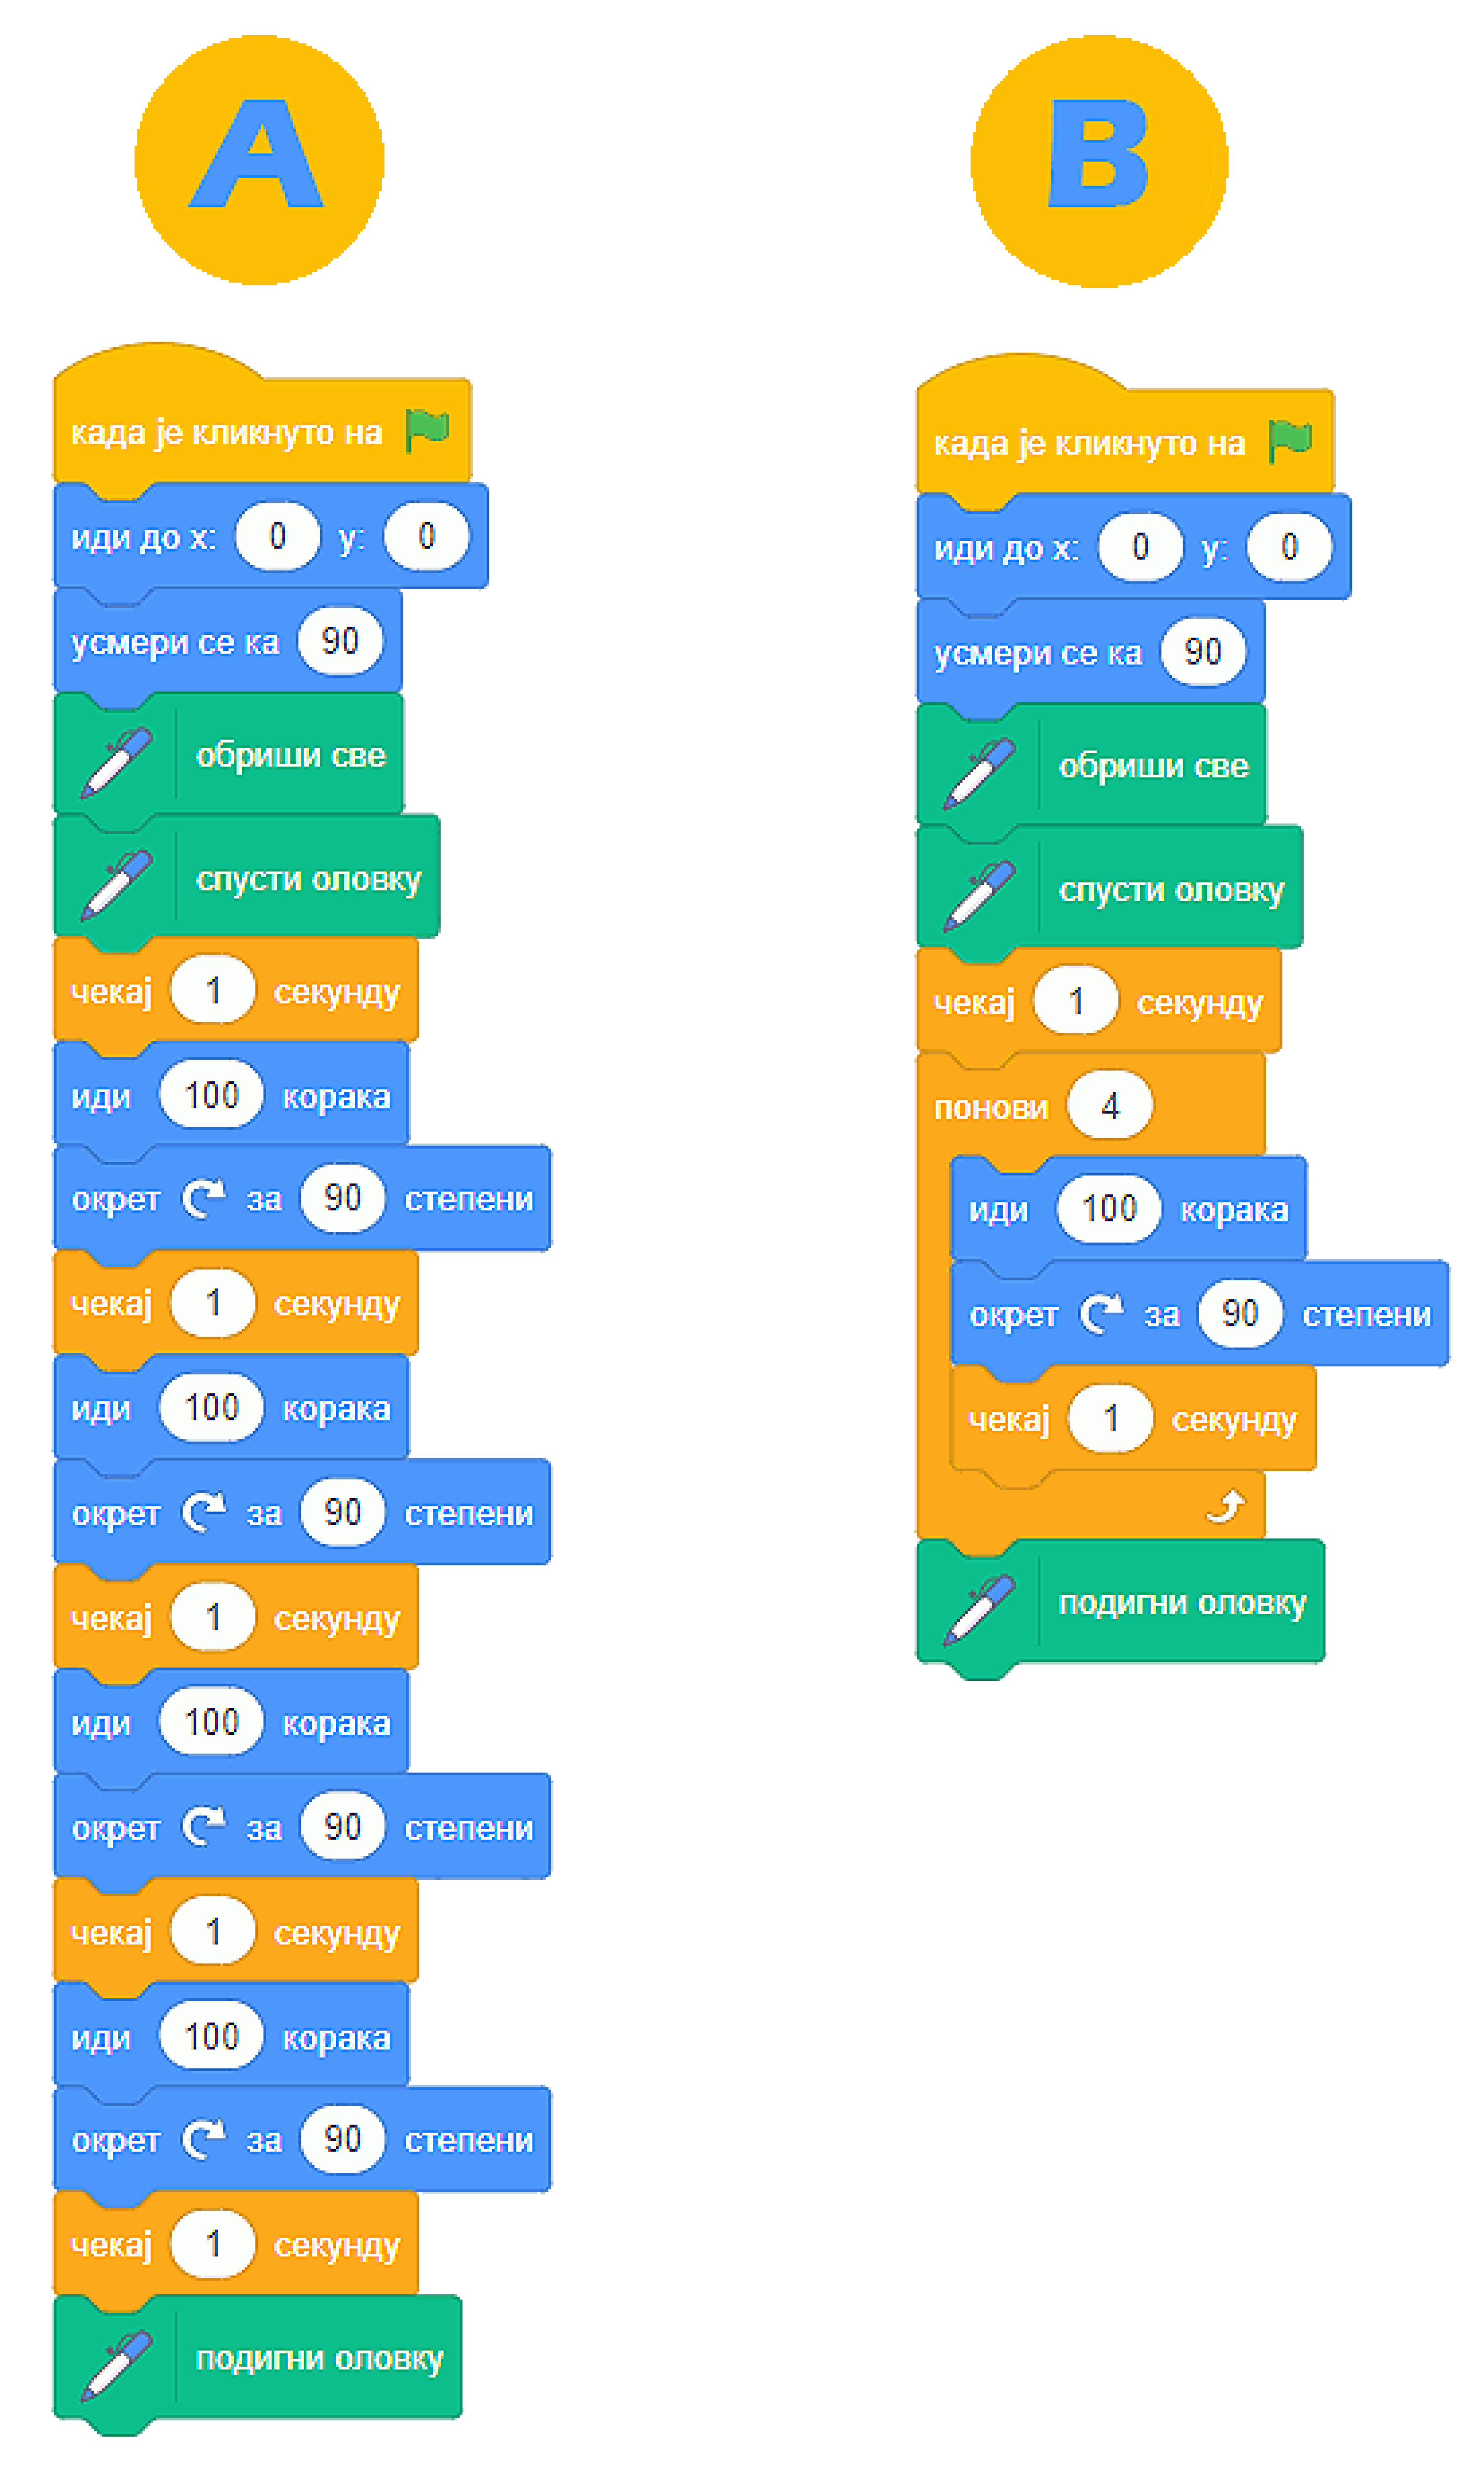 A
када је кликнуто на
иди до x: 0 y: 0
усмери се ка 90
обриши све
спусти оловку
чекај 1 секунду
иди 100 корака
окрет за 90 степени
чекај 1 секунду
иди 100 корака
окрет за 90 степени
чекај 1 секунду
иди 100 корака
окрет за 90 степени
чекај 1 секунду
иди 100 корака
окрет за 90 степени
чекај 1 секунду
подигни оловку
B
када је кликнуто на
иди до x: 0 y: 0
усмери се ка 90
обриши све
спусти оловку
чекај 1 секунду
понови 4
иди 100 корака
окрет за 90 степени
чекај 1 секунду
подигни оловку